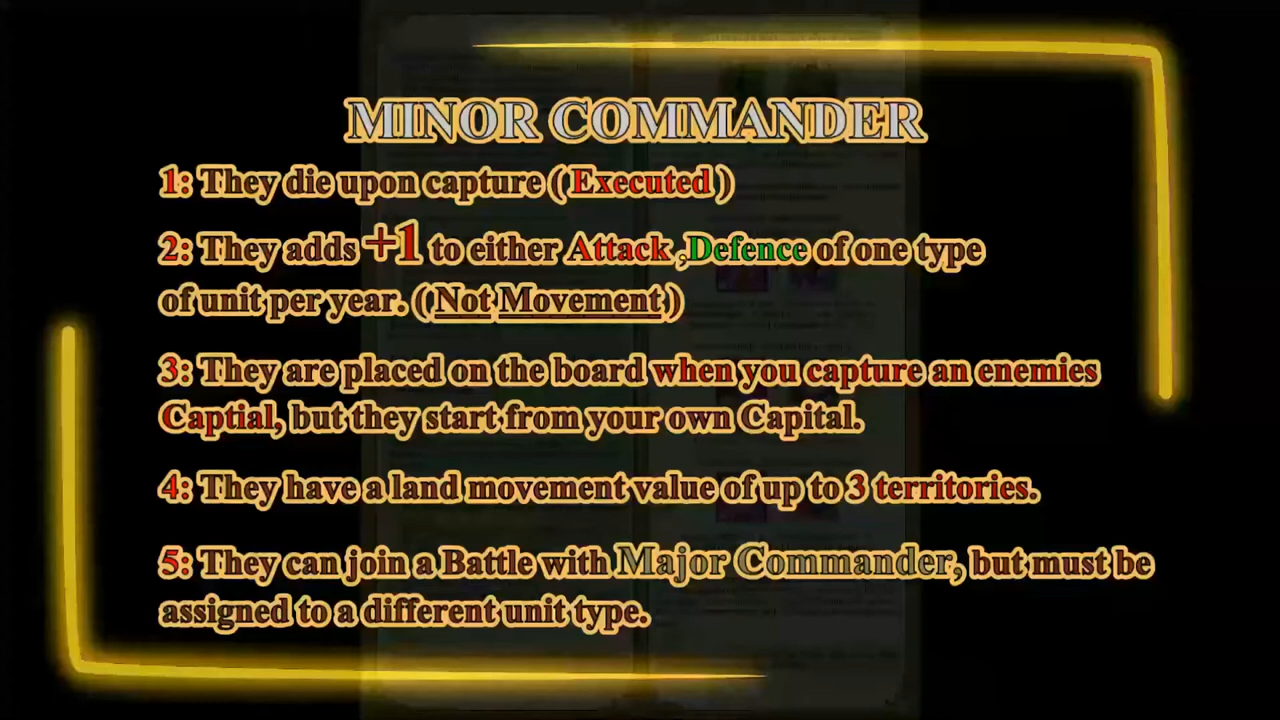 MINOR COMMANDER
1: They die upon capture ( Executed )
2: They adds +1 to either Attack ,Defence of one type
of unit per year. ( Not Movement )
3: They are placed on the board when you capture an enemies
Captial, but they start from your own Capital.
4: They have a land movement value of up to 3 territories.
5: They can join a Battle with Major Commander, but must be
assigned to a different unit type.